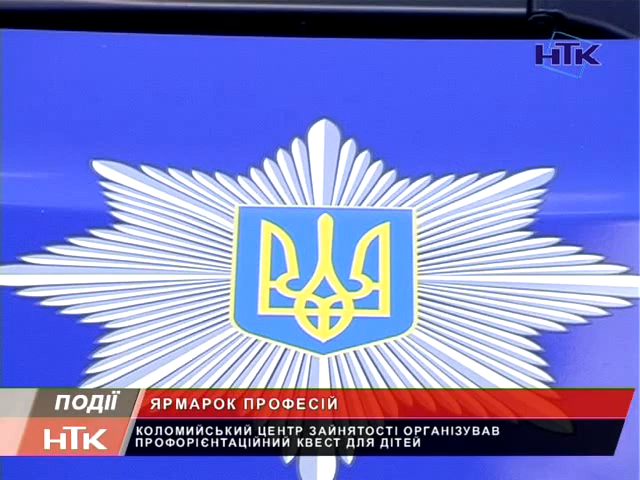 НТК
ПОДІЇ
ЯРМАРОК ПРОФЕСІЙ
НТК
КОЛОМИЙСЬКИЙ ЦЕНТР ЗАЙНЯТОСТІ ОРГАНІЗУВАВ
ПРОФОРІЄНТАЦІЙНИЙ КВЕСТ ДЛЯ ДІТЕЙ